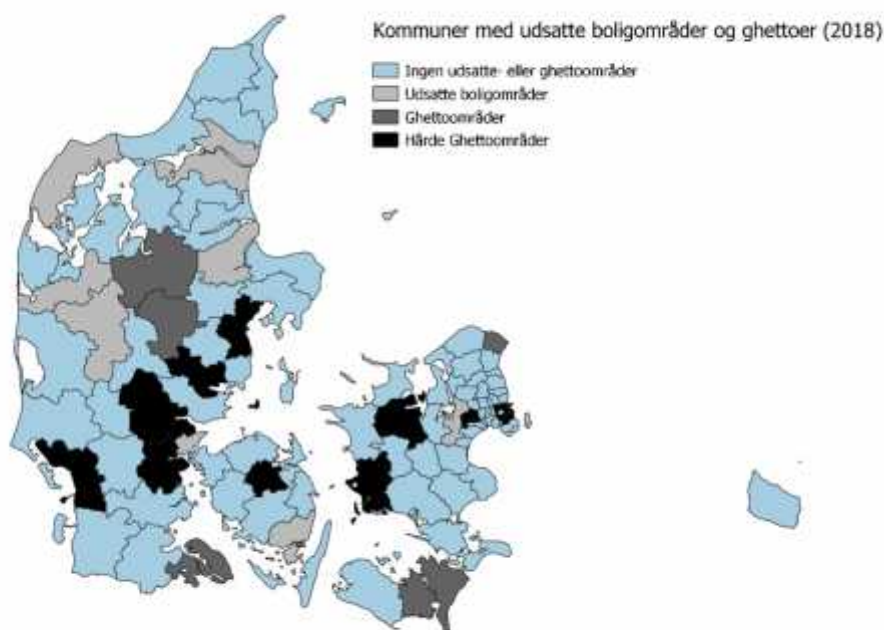 Kommuner med udsatte boligområder og ghettoer (2018)
Ingen udsatte- eller ghettoområder
Udsatte boligområder
Ghettoområder
Hårde Ghettoområder